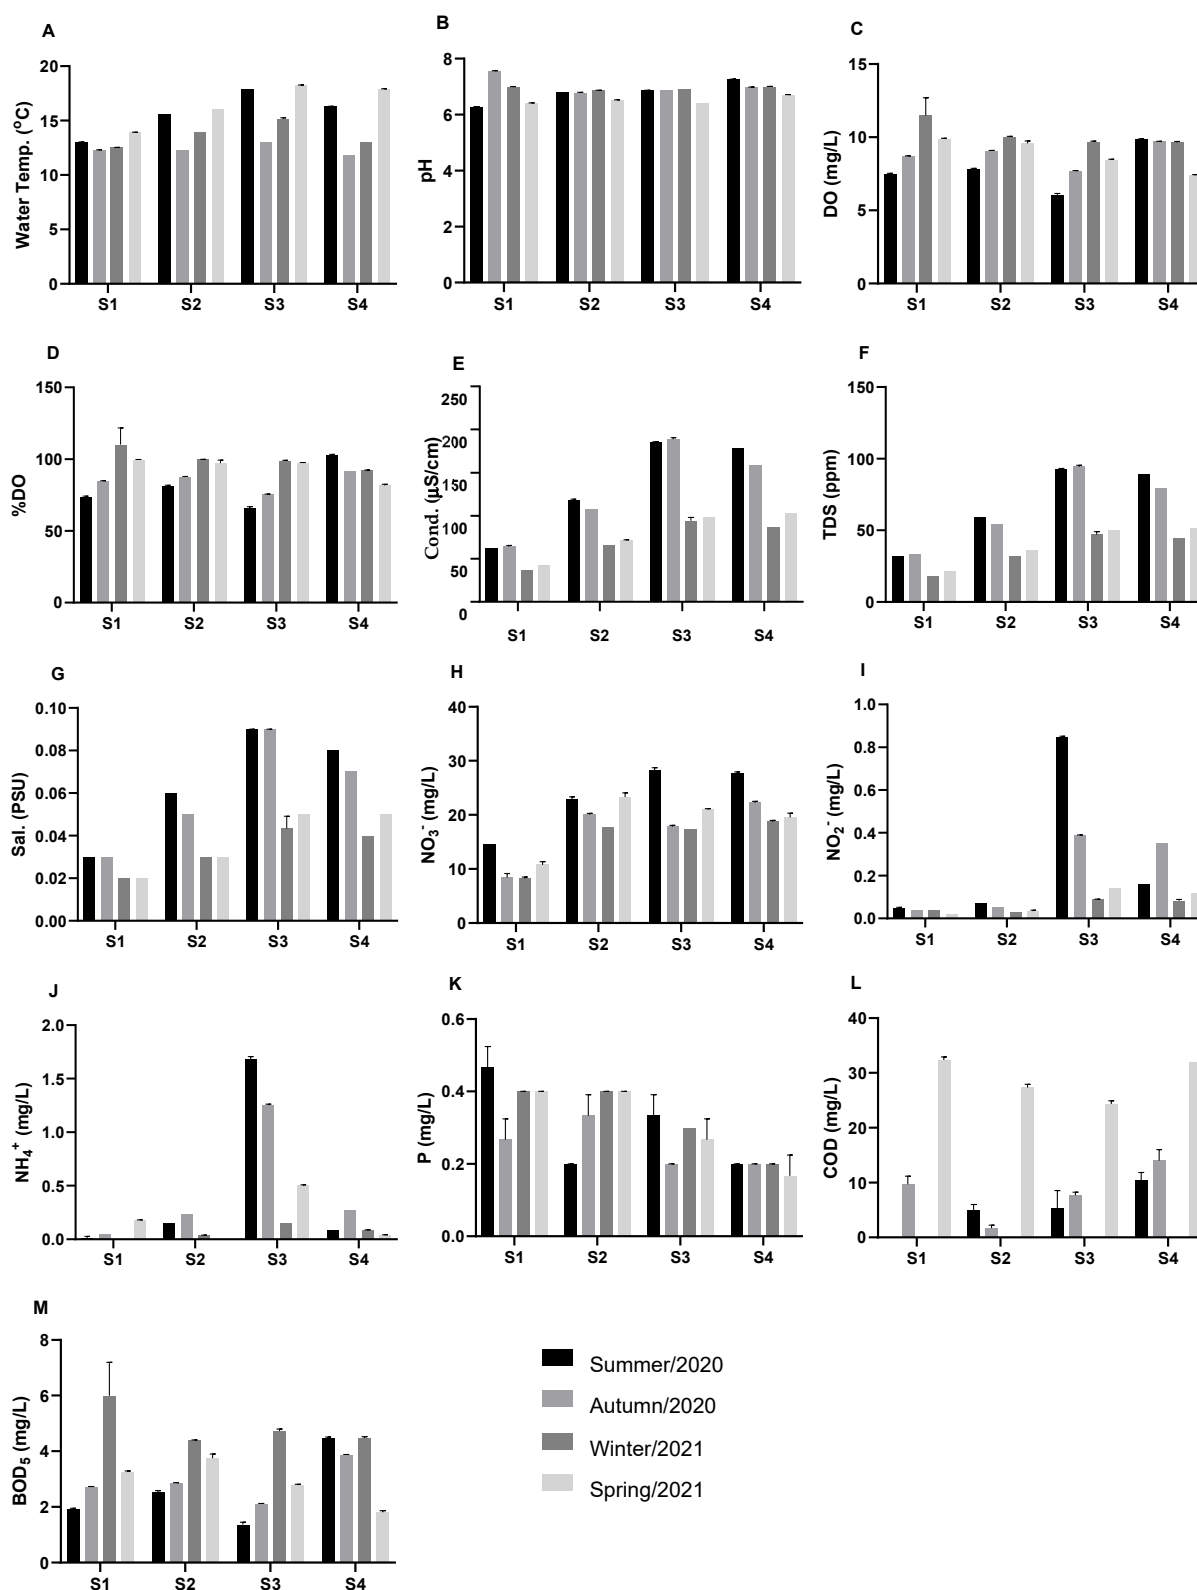 A
Water Temp. (°C)
20
15
10
5
0
S1 S2 S3 S4
B
pH
8
6
4
2
0
S1 S2 S3 S4
C
DO (mg/L)
15
10
5
0
S1 S2 S3 S4
D
%DO
150
100
50
0
S1 S2 S3 S4
E
Cond. (µS/cm)
250
200
150
100
50
0
S1 S2 S3 S4
F
TDS (ppm)
150
100
50
0
S1 S2 S3 S4
G
Sal. (PSU)
0.10
0.08
0.06
0.04
0.02
0.00
S1 S2 S3 S4
H
NO₃⁻ (mg/L)
40
30
20
10
0
S1 S2 S3 S4
I
NO₂⁻ (mg/L)
1.0
0.8
0.6
0.4
0.2
0.0
S1 S2 S3 S4
J
NH₄⁺ (mg/L)
2.0
1.5
1.0
0.5
0.0
S1 S2 S3 S4
K
P (mg/L)
0.6
0.4
0.2
0.0
S1 S2 S3 S4
L
COD (mg/L)
40
30
20
10
0
S1 S2 S3 S4
M
BOD₅ (mg/L)
8
6
4
2
0
S1 S2 S3 S4
Summer/2020
Autumn/2020
Winter/2021
Spring/2021